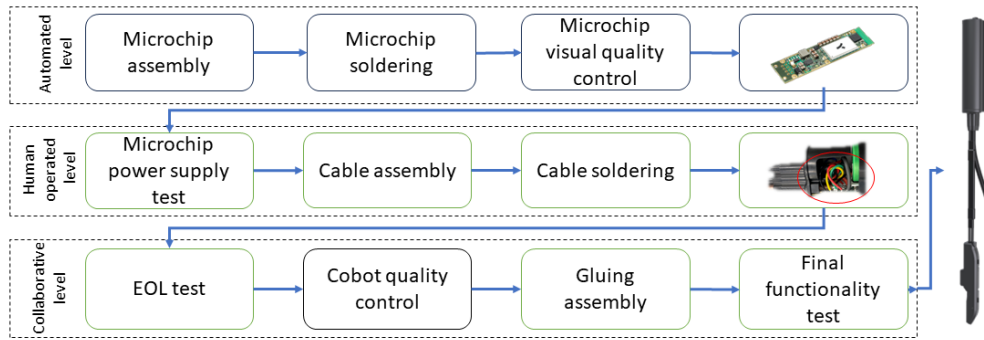 Automated
level
Microchip
assembly
Microchip
soldering
Microchip
visual quality
control
Human
operated
level
Microchip
power supply
test
Cable assembly
Cable soldering
Collaborative
level
EOL test
Cobot quality
control
Gluing
assembly
Final
functionality
test